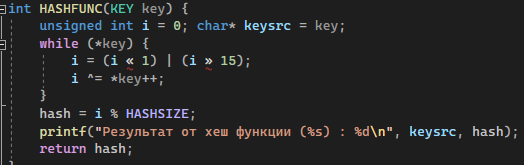 int HASHFUNC(KEY key) {
unsigned int i = 0; char* keysrc = key;
while (*key) {
i = (i « 1) | (i » 15);
i ^= *key++;
}
hash = i % HASHSIZE;
printf("Результат от хеш функции (%s) : %d\n", keysrc, hash);
return hash;